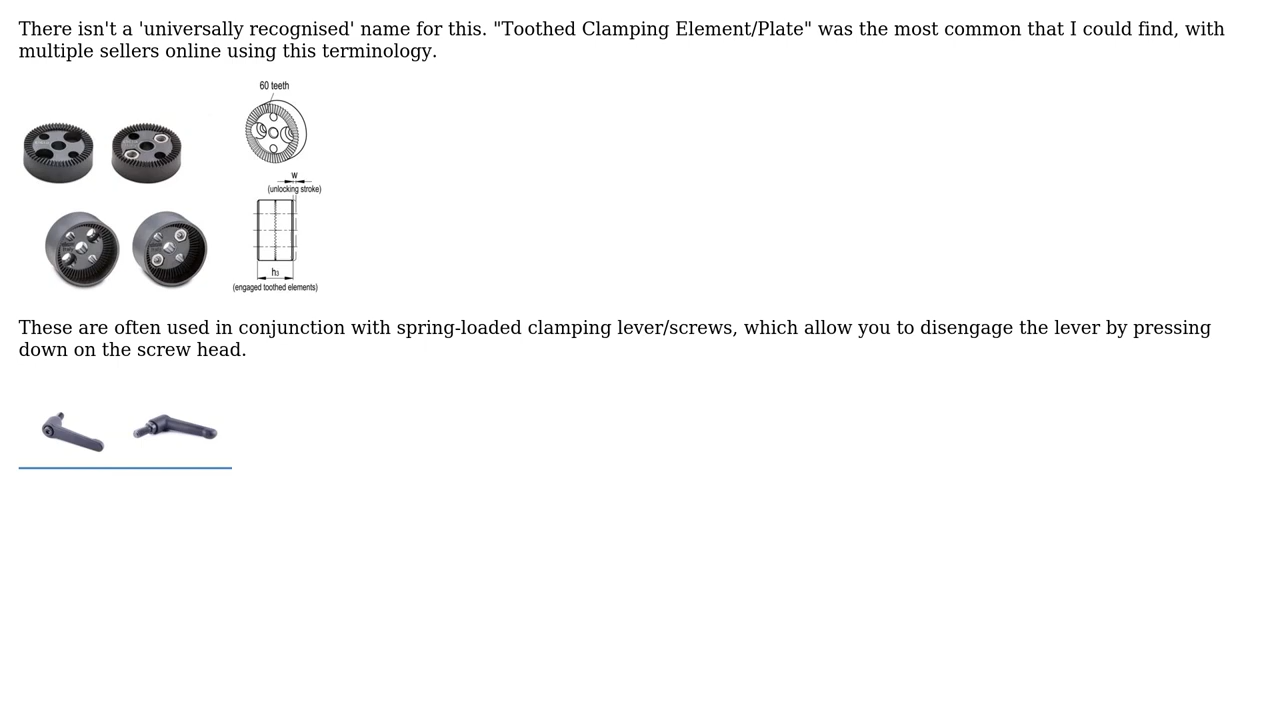 There isn't a 'universally recognised' name for this. "Toothed Clamping Element/Plate" was the most common that I could find, with
multiple sellers online using this terminology.
60 teeth
w
(unlocking stroke)
h₃
(engaged toothed elements)
These are often used in conjunction with spring-loaded clamping lever/screws, which allow you to disengage the lever by pressing
down on the screw head.